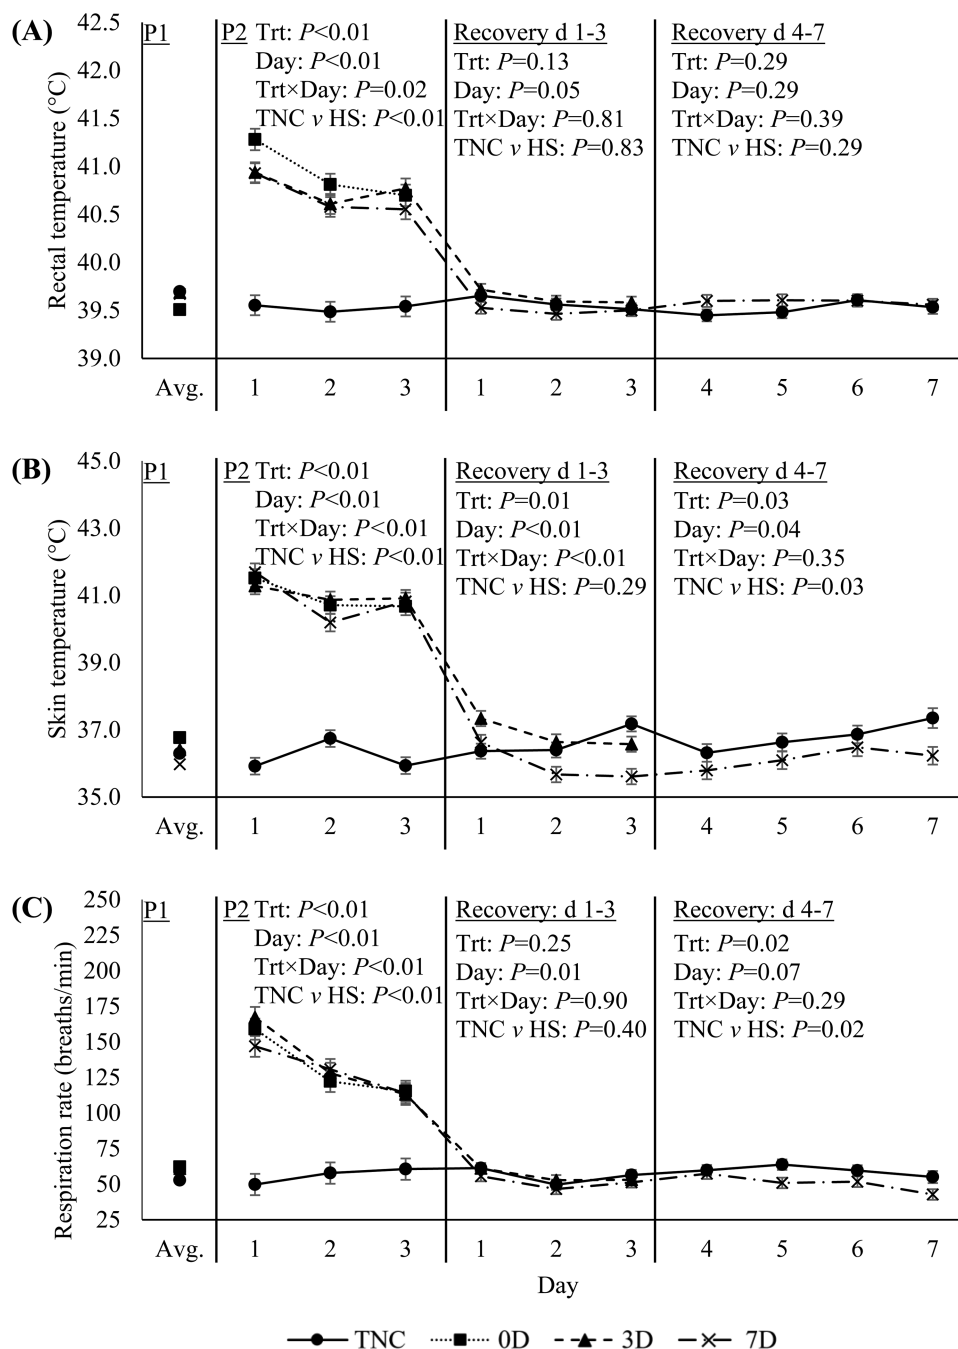 (A)
Rectal temperature (°C)
42.5
42.0
41.5
41.0
40.5
40.0
39.5
39.0
P1
P2 Trt: P<0.01
Day: P<0.01
Trt×Day: P=0.02
TNC v HS: P<0.01
Recovery d 1-3
Trt: P=0.13
Day: P=0.05
Trt×Day: P=0.81
TNC v HS: P=0.83
Recovery d 4-7
Trt: P=0.29
Day: P=0.29
Trt×Day: P=0.39
TNC v HS: P=0.29
Avg. 1 2 3 1 2 3 4 5 6 7
(B)
Skin temperature (°C)
45.0
43.0
41.0
39.0
37.0
35.0
P1
P2 Trt: P<0.01
Day: P<0.01
Trt×Day: P<0.01
TNC v HS: P<0.01
Recovery d 1-3
Trt: P=0.01
Day: P<0.01
Trt×Day: P<0.01
TNC v HS: P=0.29
Recovery d 4-7
Trt: P=0.03
Day: P=0.04
Trt×Day: P=0.35
TNC v HS: P=0.03
Avg. 1 2 3 1 2 3 4 5 6 7
(C)
Respiration rate (breaths/min)
250
225
200
175
150
125
100
75
50
25
P1
P2 Trt: P<0.01
Day: P<0.01
Trt×Day: P<0.01
TNC v HS: P<0.01
Recovery: d 1-3
Trt: P=0.25
Day: P=0.01
Trt×Day: P=0.90
TNC v HS: P=0.40
Recovery: d 4-7
Trt: P=0.02
Day: P=0.07
Trt×Day: P=0.29
TNC v HS: P=0.02
Avg. 1 2 3 1 2 3 4 5 6 7
Day
TNC 0D 3D 7D